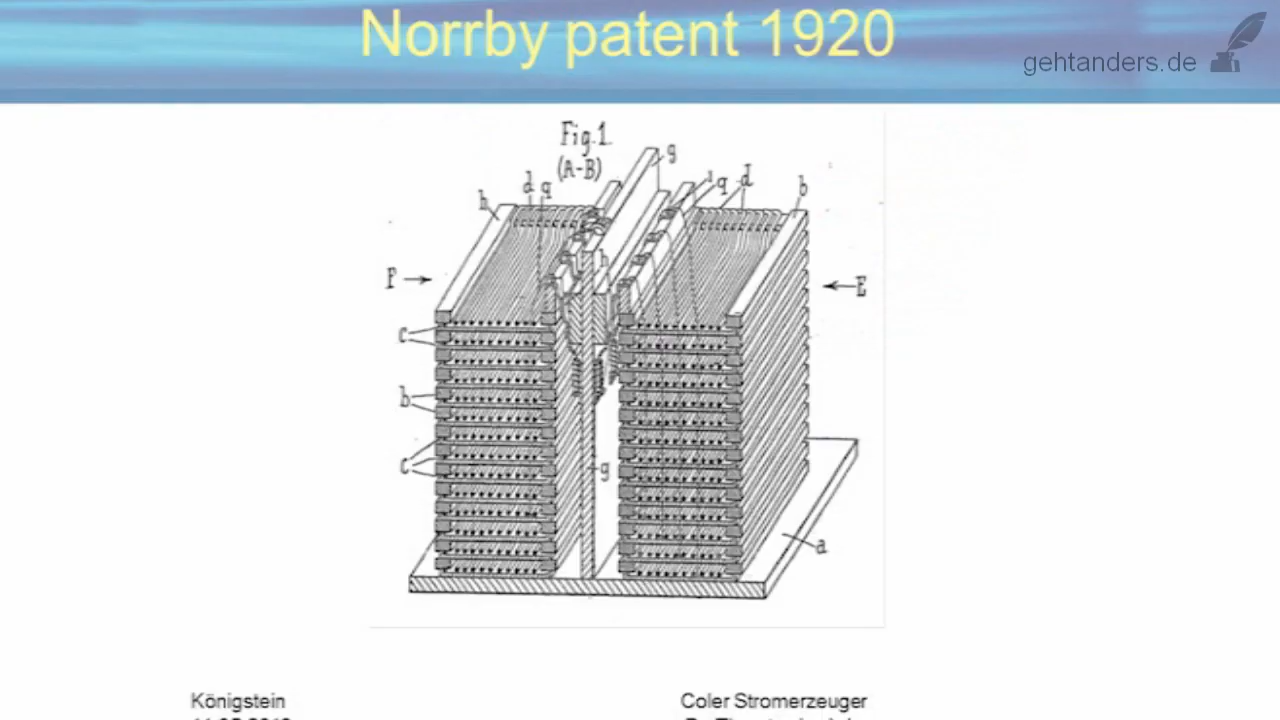 Norrby patent 1920
gehtanders.de
Fig.1
(A-B)
g
d q
q d
b
F
E
c
b
c
g
a
Königstein
Coler Stromerzeuger